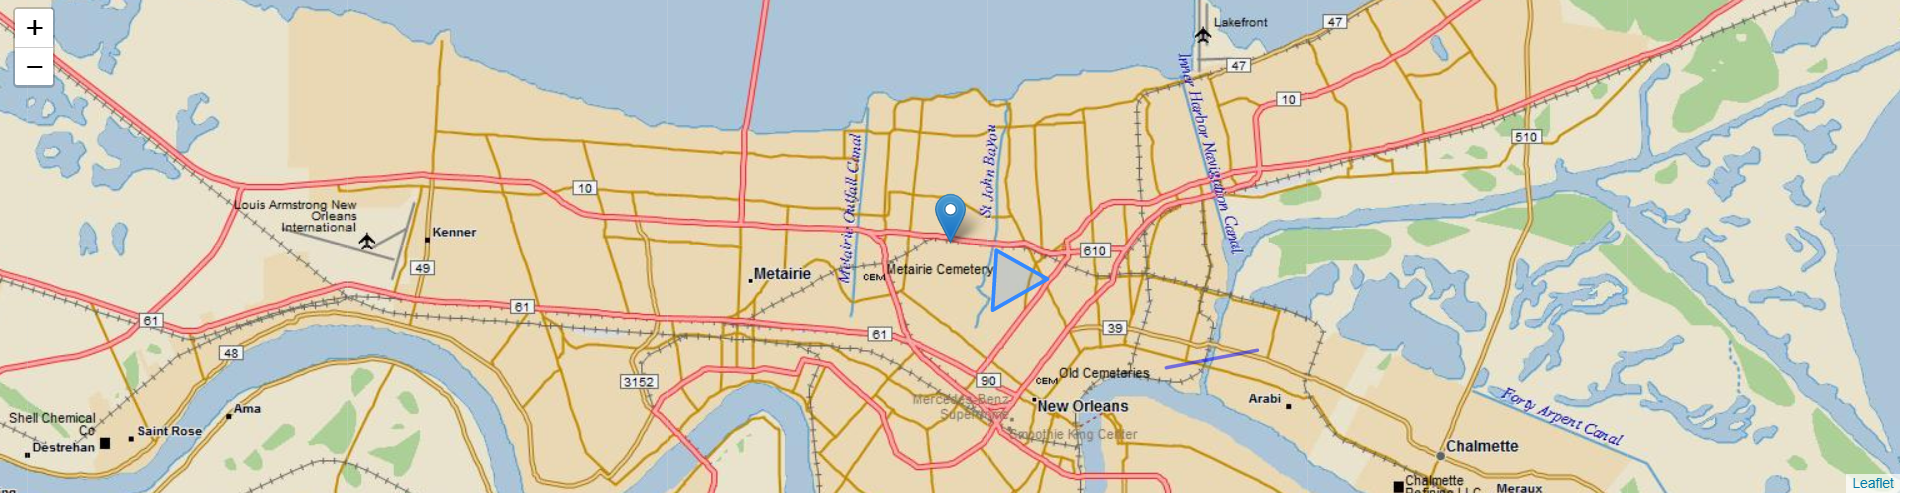 +
−
Lakefront
47
47
Inner Harbor Navigation Canal
10
510
Metairie Outfall Canal
St John Bayou
10
Louis Armstrong New
Orleans
International
Kenner
49
610
Metairie
CEM
Metairie Cemetery
61
61
61
39
48
3152
90
CEM
Old Cemeteries
Mercedes-Benz
Superdome
New Orleans
Arabi
Forty Arpent Canal
Ama
Shell Chemical
Co
Saint Rose
Destrehan
Smoothie King Center
Chalmette
Chalmette
Refining LLC
Meraux
Leaflet